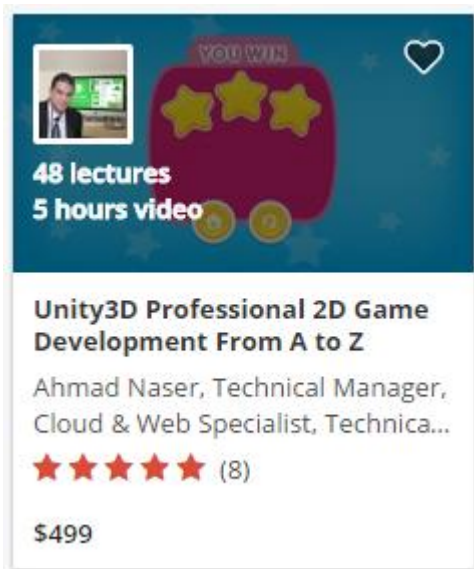 YOU WIN
48 lectures
5 hours video
Unity3D Professional 2D Game
Development From A to Z
Ahmad Naser, Technical Manager,
Cloud & Web Specialist, Technica...
(8)
$499